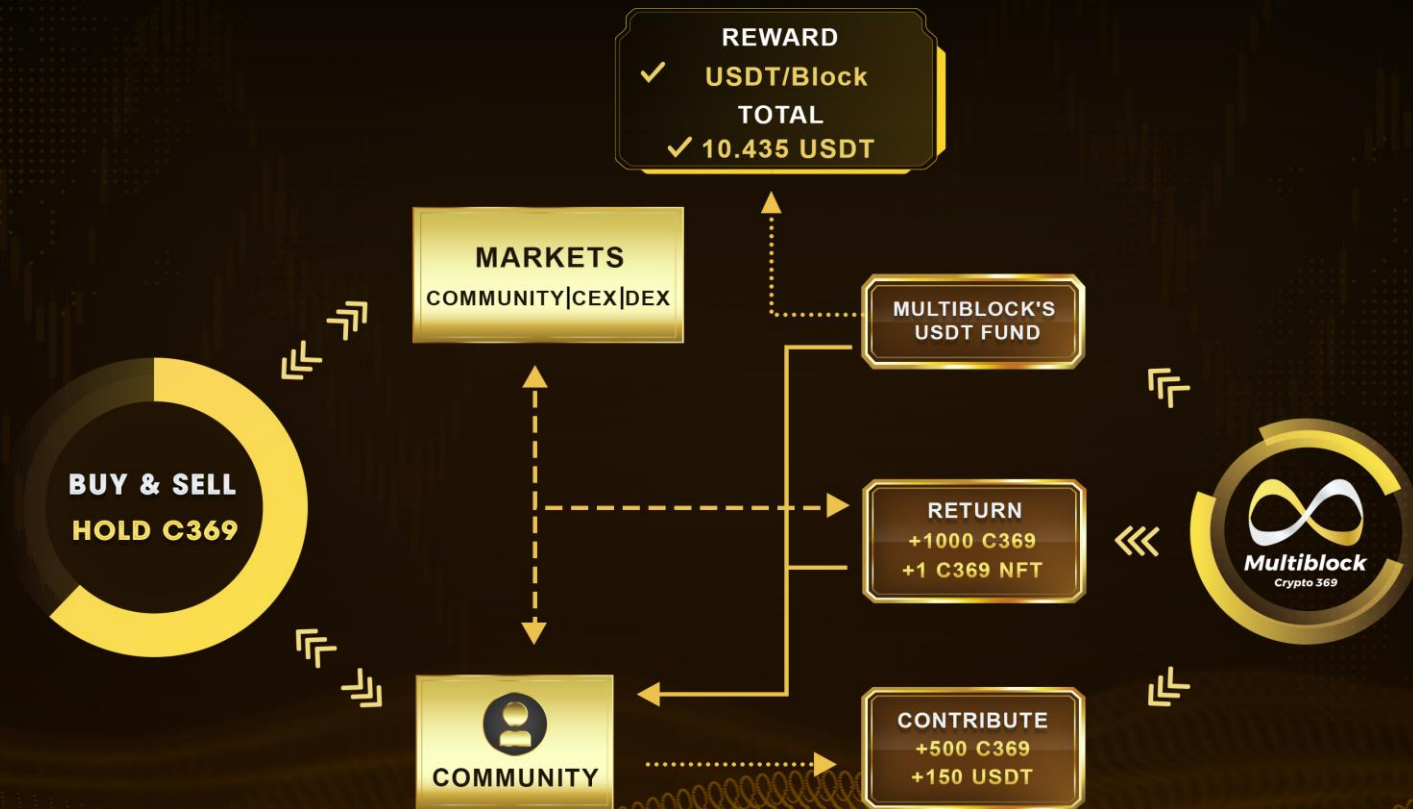 REWARD
USDT/Block
TOTAL
10.435 USDT
MARKETS
COMMUNITY|CEX|DEX
MULTIBLOCK'S
USDT FUND
BUY & SELL
HOLD C369
RETURN
+1000 C369
+1 C369 NFT
Multiblock
Crypto 369
COMMUNITY
CONTRIBUTE
+500 C369
+150 USDT